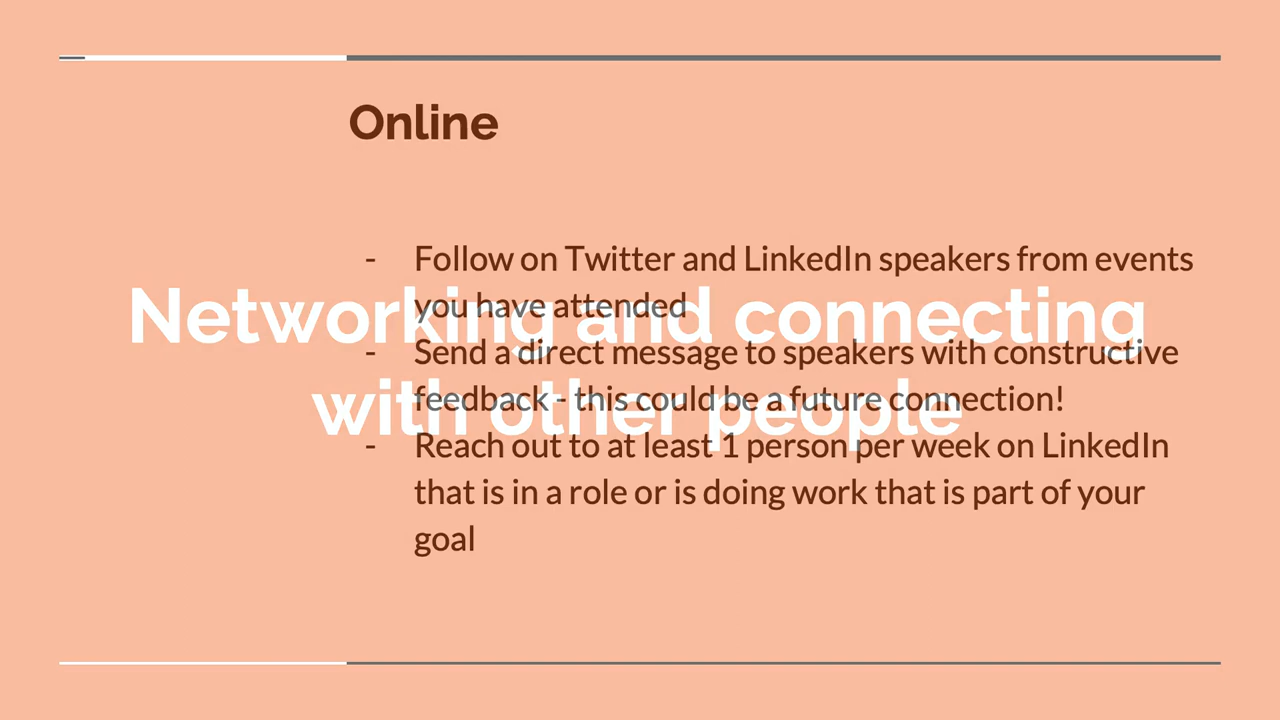 Online
- Follow on Twitter and LinkedIn speakers from events
you have attended
- Send a direct message to speakers with constructive
feedback - this could be a future connection!
- Reach out to at least 1 person per week on LinkedIn
that is in a role or is doing work that is part of your
goal
Networking and connecting
with other people